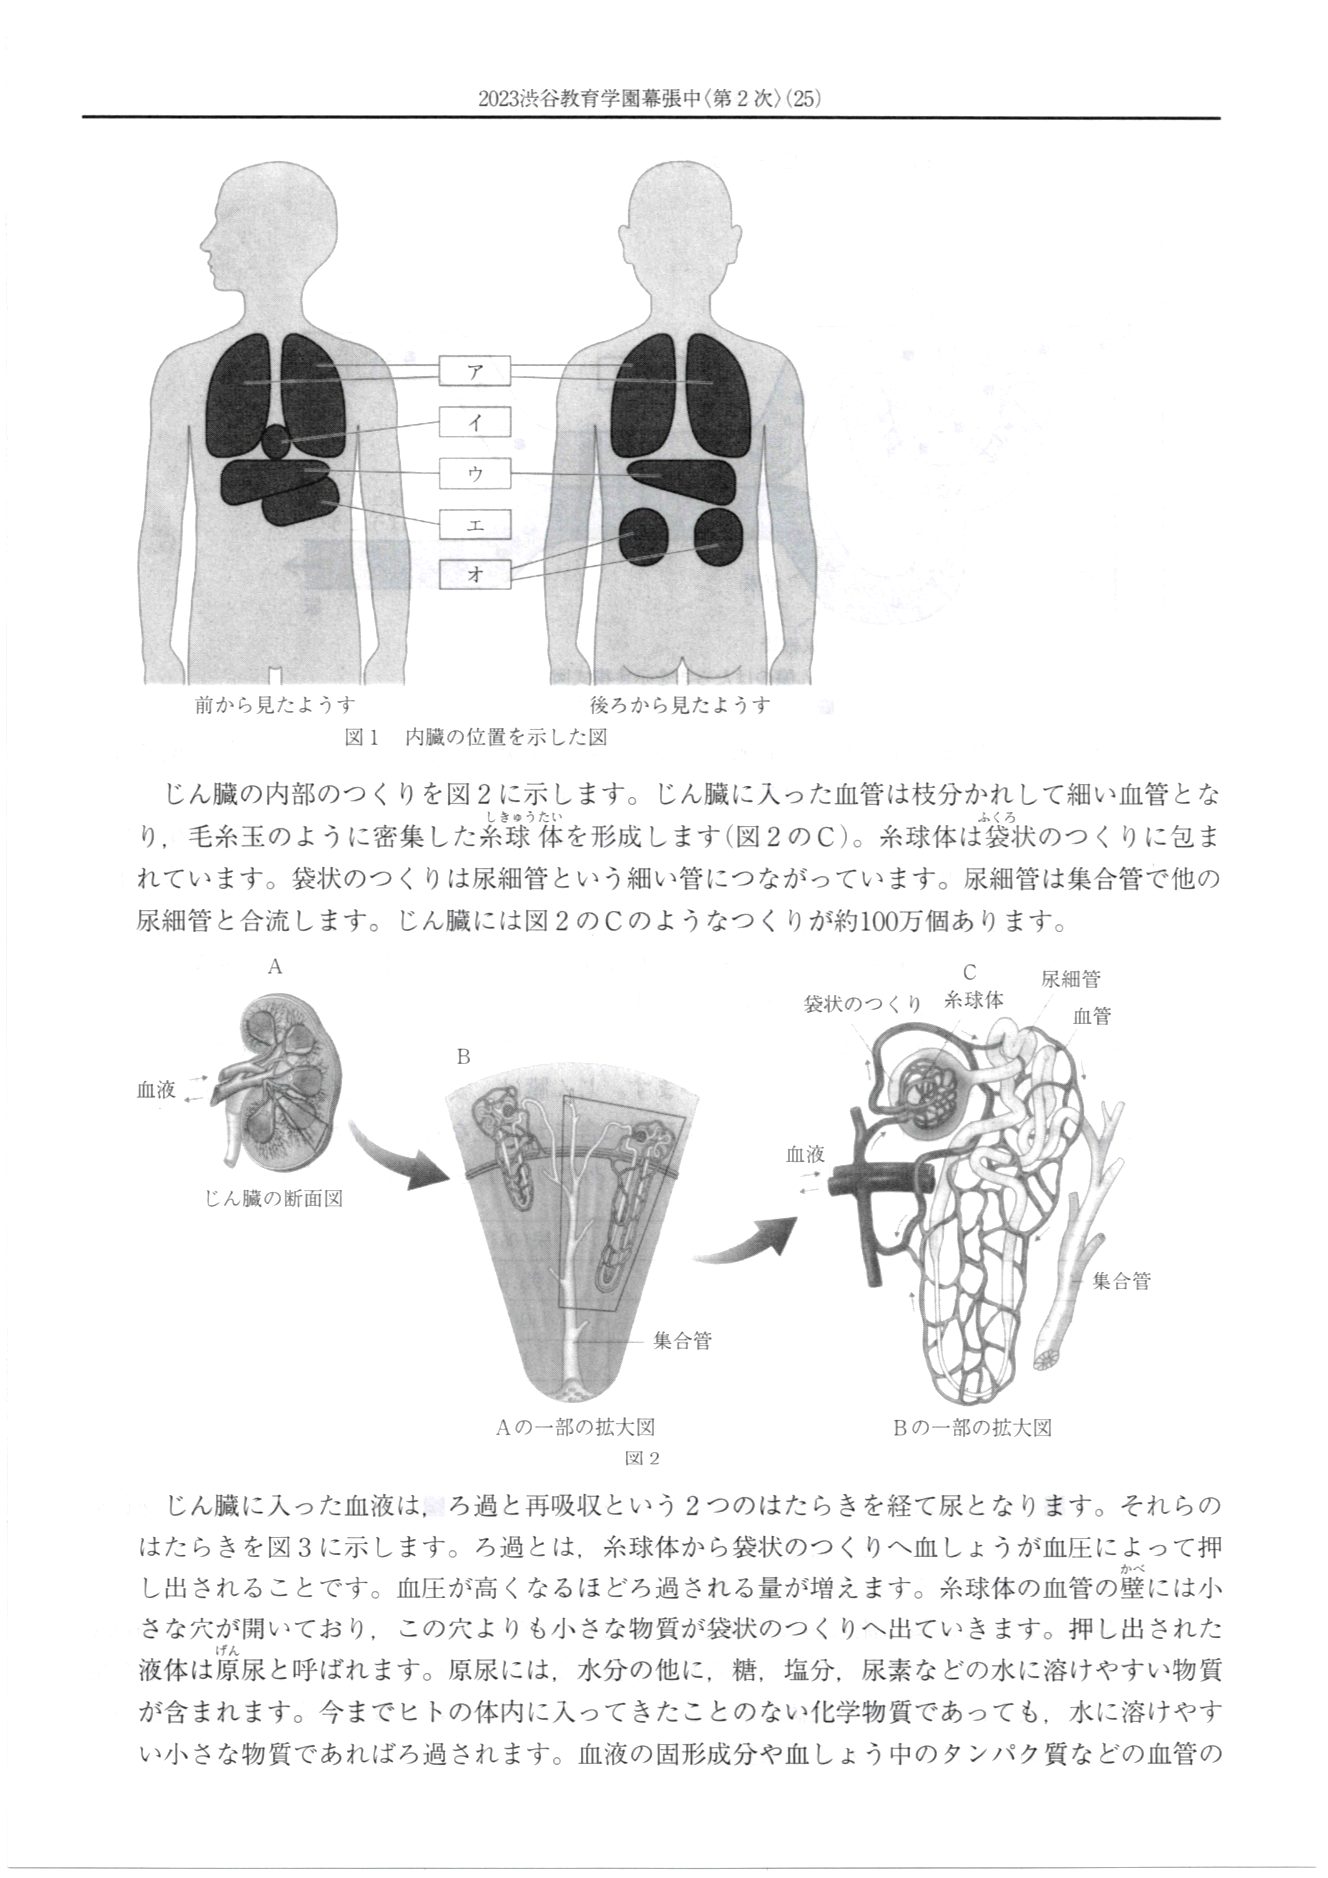 2023渋谷教育学園幕張中〈第2次〉(25)
ア
イ
ウ
エ
オ
前から見たようす
後ろから見たようす
図1 内臓の位置を示した図
じん臓の内部のつくりを図2に示します。じん臓に入った血管は枝分かれして細い血管とな
しきゅうたい
ふくろ
り，毛糸玉のように密集した糸球体を形成します(図2のC)。糸球体は袋状のつくりに包ま
れています。袋状のつくりは尿細管という細い管につながっています。尿細管は集合管で他の
尿細管と合流します。じん臓には図2のCのようなつくりが約100万個あります。
A
血液
じん臓の断面図
B
集合管
Aの一部の拡大図
C
袋状のつくり
糸球体
尿細管
血管
血液
集合管
Bの一部の拡大図
図2
じん臓に入った血液は，ろ過と再吸収という2つのはたらきを経て尿となります。それらの
はたらきを図3に示します。ろ過とは，糸球体から袋状のつくりへ血しょうが血圧によって押
かべ
し出されることです。血圧が高くなるほどろ過される量が増えます。糸球体の血管の壁には小
さな穴が開いており，この穴よりも小さな物質が袋状のつくりへ出ていきます。押し出された
げん
液体は原尿と呼ばれます。原尿には，水分の他に，糖，塩分，尿素などの水に溶けやすい物質
が含まれます。今までヒトの体内に入ってきたことのない化学物質であっても，水に溶けやす
い小さな物質であればろ過されます。血液の固形成分や血しょう中のタンパク質などの血管の